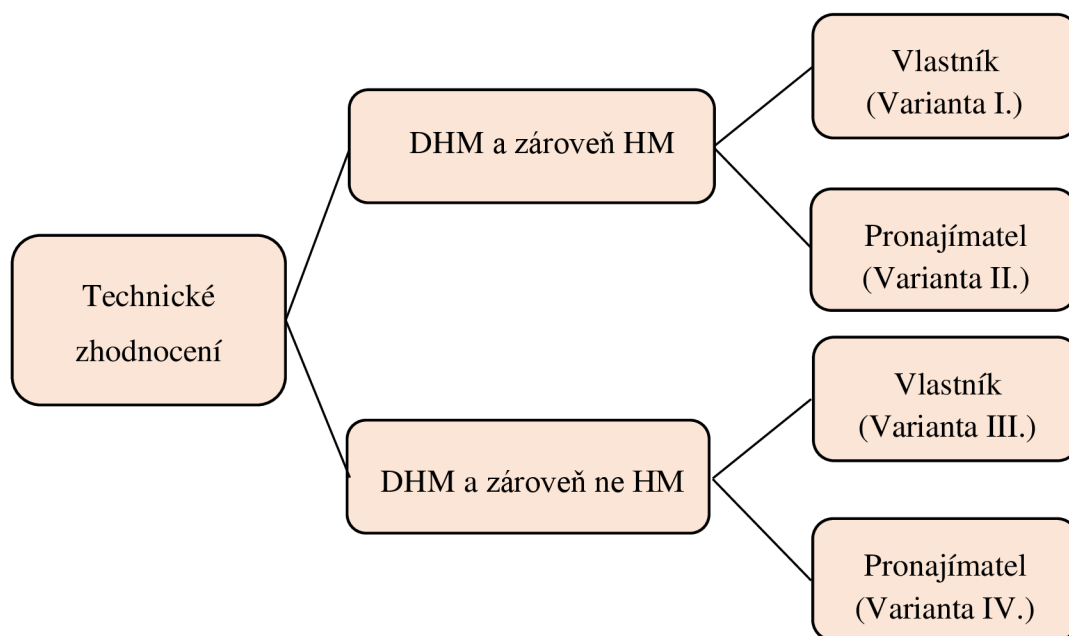 Technické
zhodnocení
DHM a zároveň HM
Vlastník
(Varianta I.)
Pronajímatel
(Varianta II.)
DHM a zároveň ne HM
Vlastník
(Varianta III.)
Pronajímatel
(Varianta IV.)